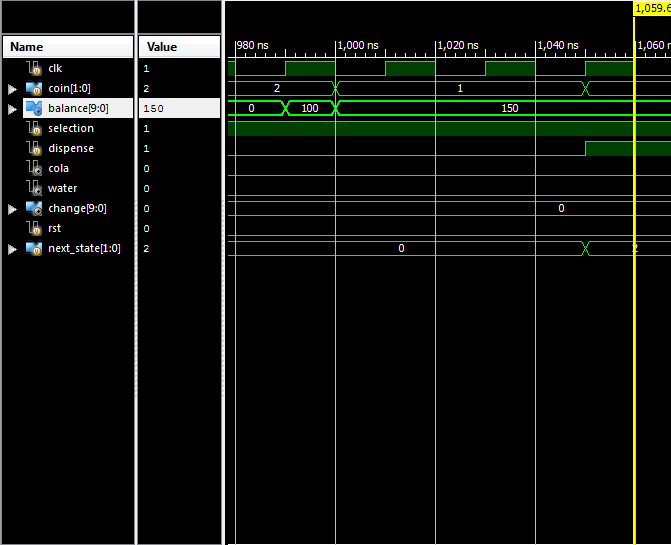 1,059.6
Name Value
980 ns 1,000 ns 1,020 ns 1,040 ns 1,060 ns
clk 1
coin[1:0] 2 2 1
balance[9:0] 150 0 100 150
selection 1
dispense 1
cola 0
water 0
change[9:0] 0 0
rst 0
next_state[1:0] 2 0 2